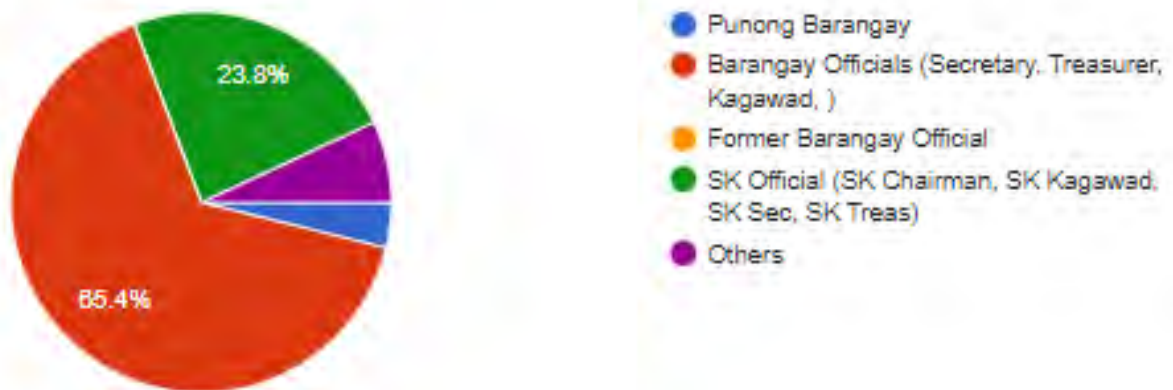 23.8%
65.4%
Punong Barangay
Barangay Officials (Secretary, Treasurer,
Kagawad, )
Former Barangay Official
SK Official (SK Chairman, SK Kagawad,
SK Sec, SK Treas)
Others